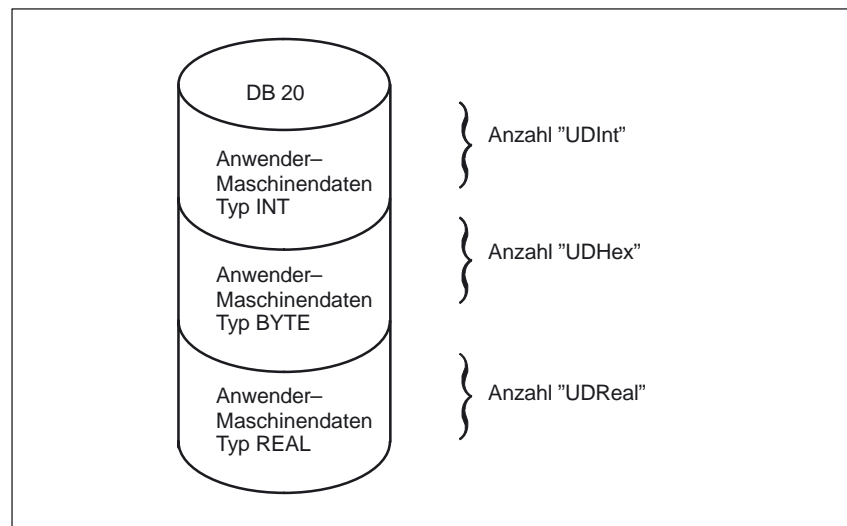 DB 20
Anwender–
Maschinendaten
Typ INT
Anzahl ”UDInt”
Anwender–
Maschinendaten
Typ BYTE
Anzahl ”UDHex”
Anwender–
Maschinendaten
Typ REAL
Anzahl ”UDReal”